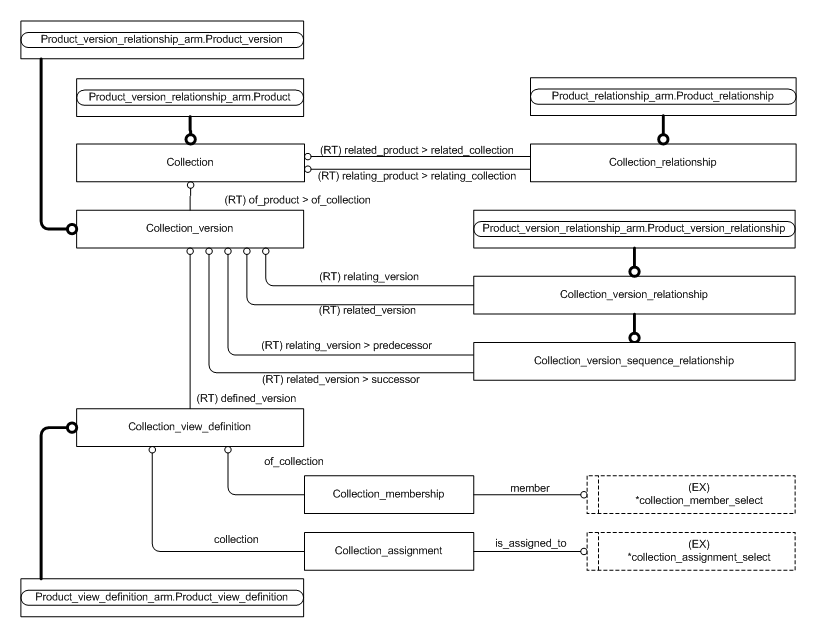 Product_version_relationship_arm.Product_version
Product_version_relationship_arm.Product
Product_relationship_arm.Product_relationship
Collection
(RT) related_product > related_collection
(RT) relating_product > relating_collection
Collection_relationship
(RT) of_product > of_collection
Collection_version
Product_version_relationship_arm.Product_version_relationship
(RT) relating_version
(RT) related_version
Collection_version_relationship
(RT) relating_version > predecessor
(RT) related_version > successor
Collection_version_sequence_relationship
(RT) defined_version
Collection_view_definition
of_collection
Collection_membership
member
(EX)
*collection_member_select
collection
Collection_assignment
is_assigned_to
(EX)
*collection_assignment_select
Product_view_definition_arm.Product_view_definition